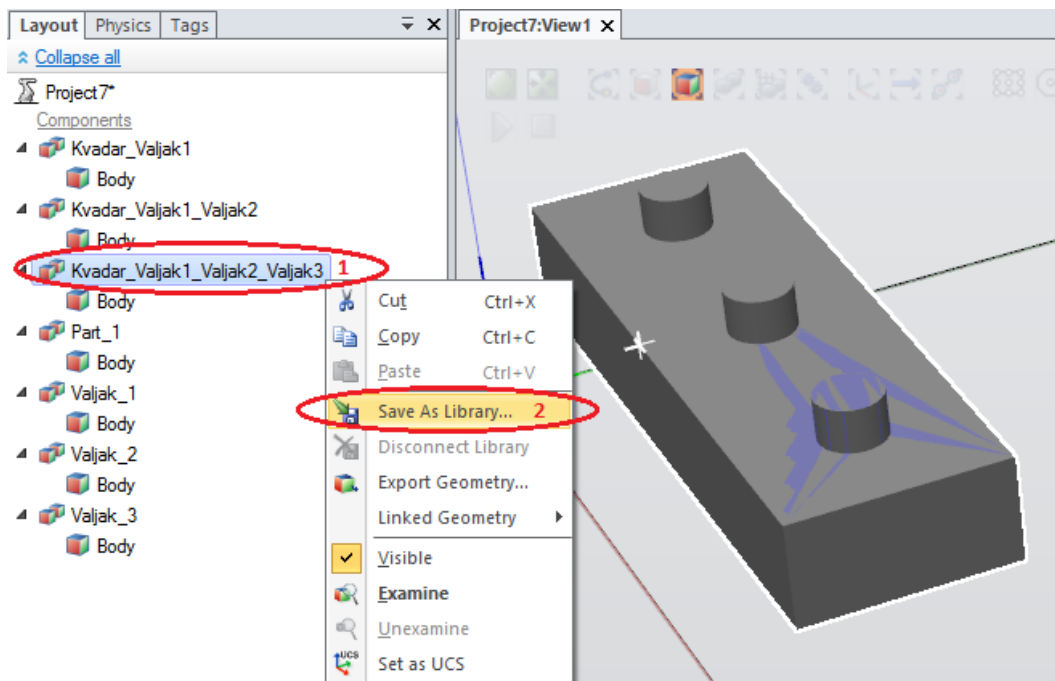 Layout Physics Tags
Project7:View1
Collapse all
Project7*
Components
Kvadar_Valjak1
Body
Kvadar_Valjak1_Valjak2
Body
Kvadar_Valjak1_Valjak2_Valjak3 1
Body
Part_1
Body
Valjak_1
Body
Valjak_2
Body
Valjak_3
Body
Cut Ctrl+X
Copy Ctrl+C
Paste Ctrl+V
Save As Library... 2
Disconnect Library
Export Geometry...
Linked Geometry
Visible
Examine
Unexamine
UCS Set as UCS